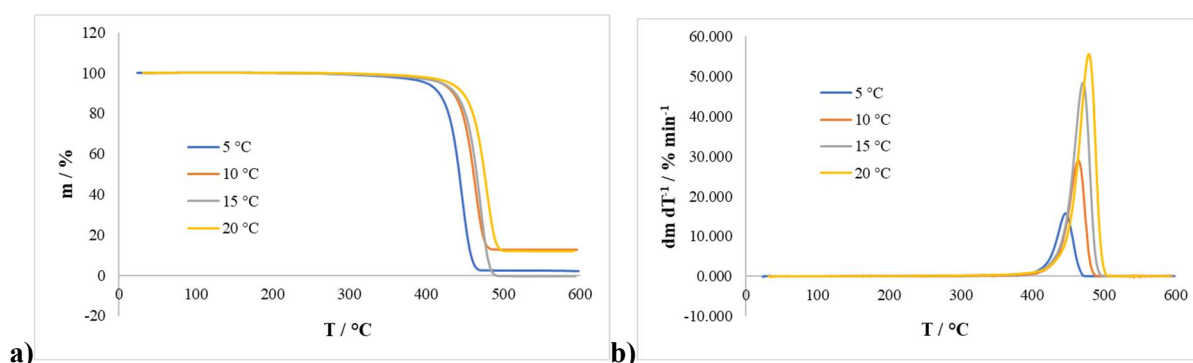 120
100
80
60
40
20
0
-20
m / %
5 °C
10 °C
15 °C
20 °C
0 100 200 300 400 500 600
T / °C
a)
60.000
50.000
40.000
30.000
20.000
10.000
0.000
-10.000
dm dT⁻¹ / % min⁻¹
5 °C
10 °C
15 °C
20 °C
0 100 200 300 400 500 600
T / °C
b)